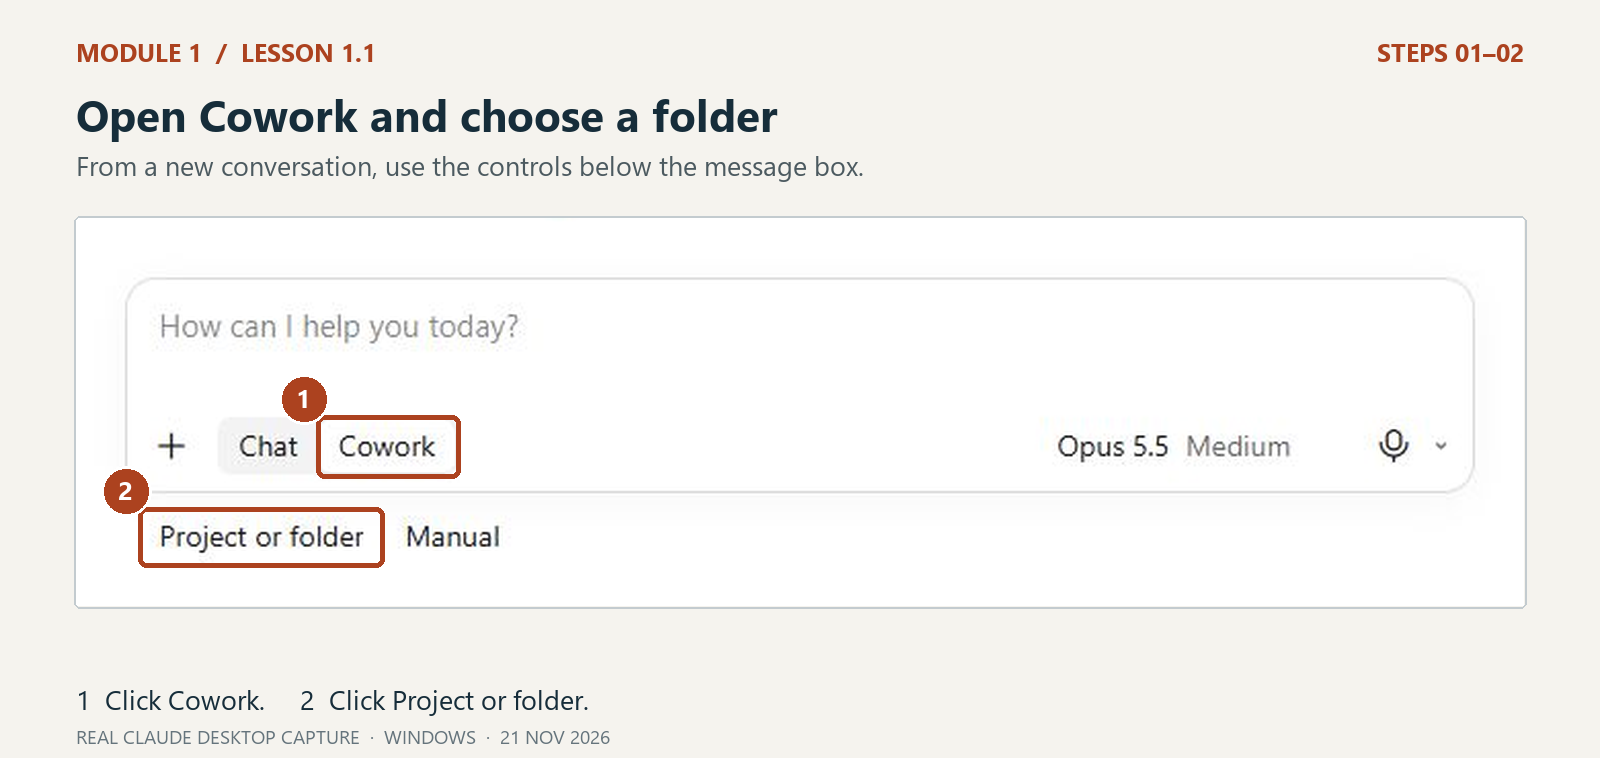 MODULE 1 / LESSON 1.1
STEPS 01–02
Open Cowork and choose a folder
From a new conversation, use the controls below the message box.
How can I help you today?
1
+ Chat Cowork Opus 5.5 Medium
2
Project or folder Manual
1 Click Cowork. 2 Click Project or folder.
REAL CLAUDE DESKTOP CAPTURE · WINDOWS · 21 NOV 2026